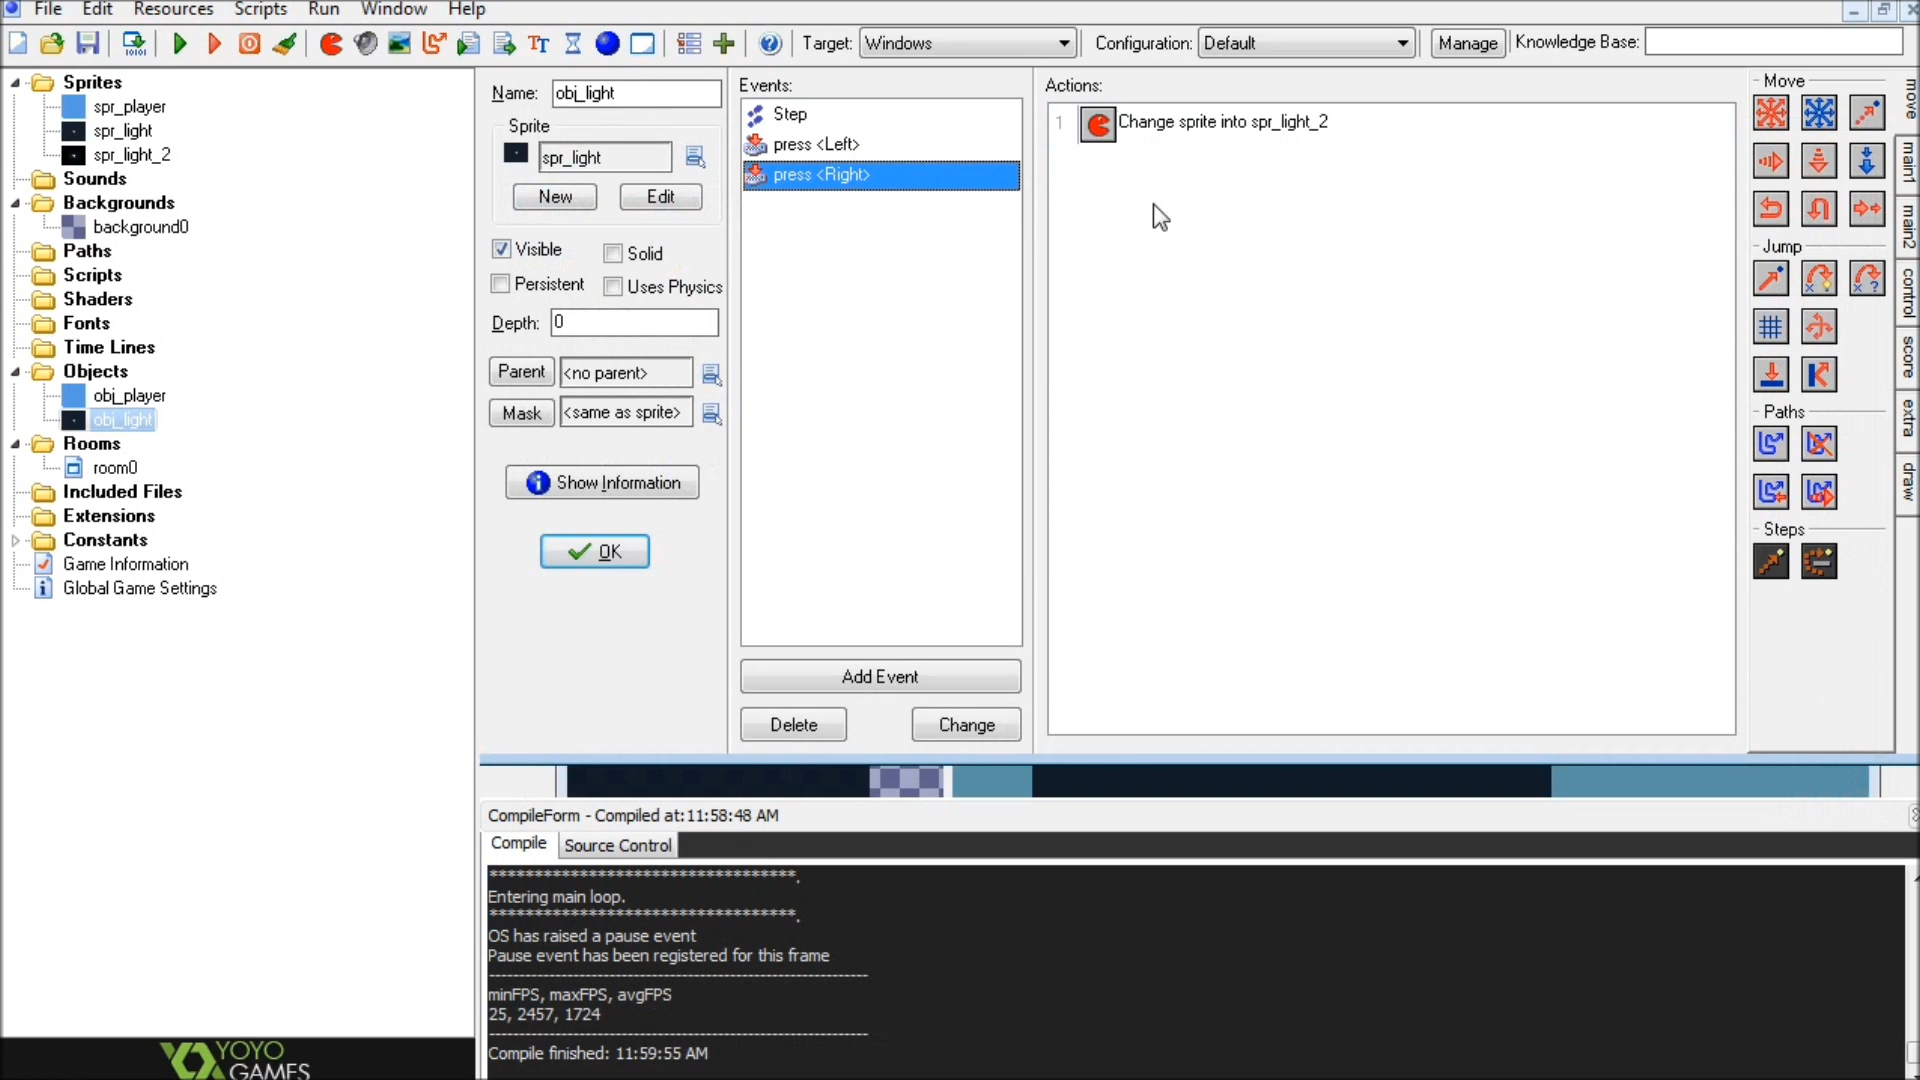 File Edit Resources Scripts Run Window Help
Target: Windows Configuration: Default Manage Knowledge Base:
Sprites
spr_player
spr_light
spr_light_2
Sounds
Backgrounds
background0
Paths
Scripts
Shaders
Fonts
Time Lines
Objects
obj_player
obj_light
Rooms
room0
Included Files
Extensions
Constants
Game Information
Global Game Settings
YOYO
GAMES
Name: obj_light
Sprite
spr_light
New Edit
Visible Solid
Persistent Uses Physics
Depth: 0
Parent <no parent>
Mask <same as sprite>
Show Information
OK
Events:
Step
press <Left>
press <Right>
Add Event
Delete Change
Actions:
1 Change sprite into spr_light_2
Move
Jump
Paths
Steps
move
main1
main2
control
score
extra
draw
CompileForm - Compiled at:11:58:48 AM
Compile Source Control
***********************************.
Entering main loop.
***********************************.
OS has raised a pause event
Pause event has been registered for this frame
minFPS, maxFPS, avgFPS
25, 2457, 1724
Compile finished: 11:59:55 AM